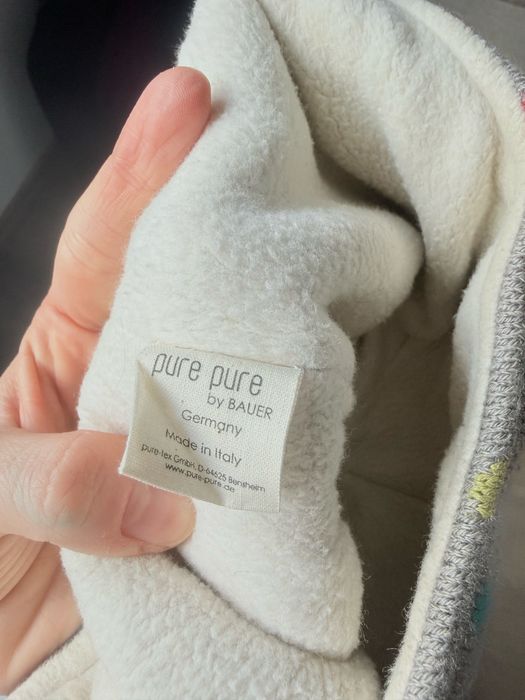 pure pure
by BAUER
Germany
Made in Italy
pure-tex GmbH, D-64625 Bensheim
www.pure-pure.de